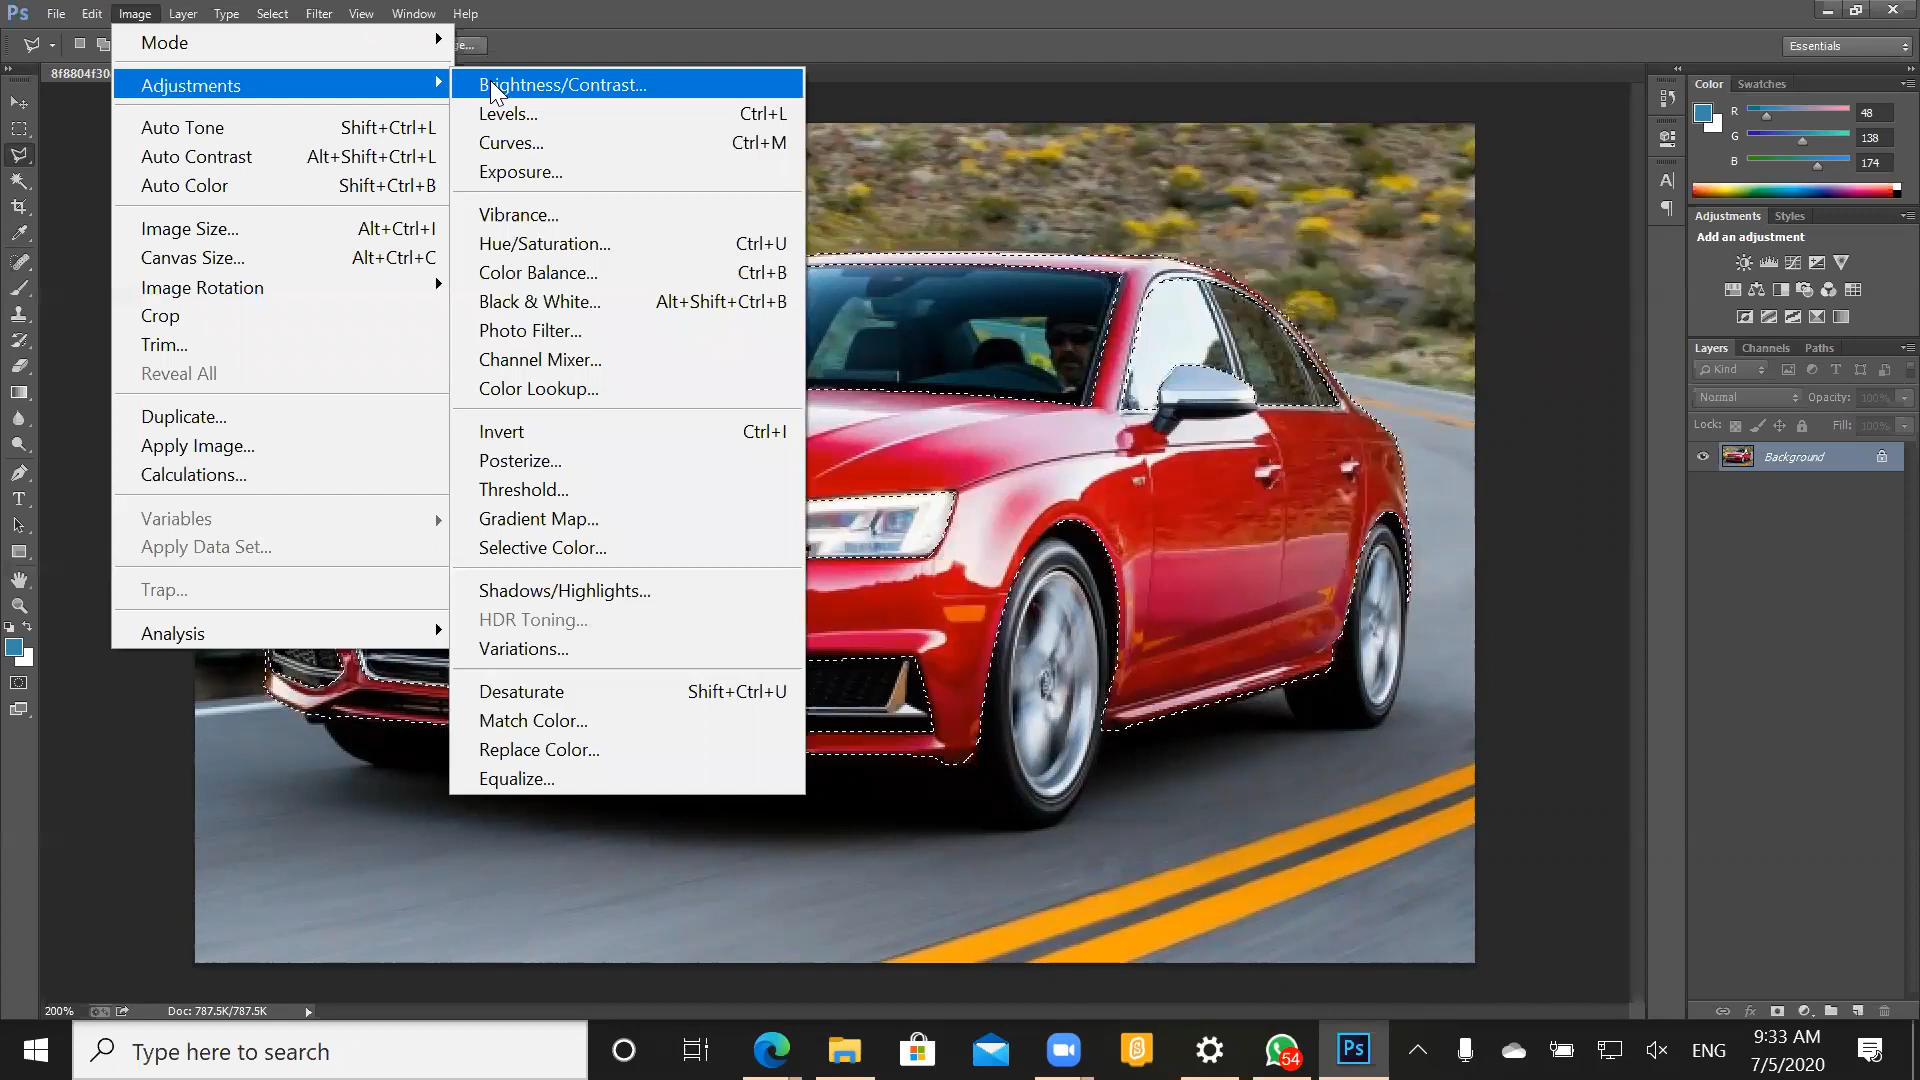 Ps File Edit Image Layer Type Select Filter View Window Help
Essentials
8f8804f30
Mode
Adjustments
Auto Tone Shift+Ctrl+L
Auto Contrast Alt+Shift+Ctrl+L
Auto Color Shift+Ctrl+B
Image Size... Alt+Ctrl+I
Canvas Size... Alt+Ctrl+C
Image Rotation
Crop
Trim...
Reveal All
Duplicate...
Apply Image...
Calculations...
Variables
Apply Data Set...
Trap...
Analysis
Brightness/Contrast...
Levels... Ctrl+L
Curves... Ctrl+M
Exposure...
Vibrance...
Hue/Saturation... Ctrl+U
Color Balance... Ctrl+B
Black & White... Alt+Shift+Ctrl+B
Photo Filter...
Channel Mixer...
Color Lookup...
Invert Ctrl+I
Posterize...
Threshold...
Gradient Map...
Selective Color...
Shadows/Highlights...
HDR Toning...
Variations...
Desaturate Shift+Ctrl+U
Match Color...
Replace Color...
Equalize...
Color Swatches
R 48
G 138
B 174
Adjustments Styles
Add an adjustment
Layers Channels Paths
Kind
Normal Opacity: 100%
Lock: Fill: 100%
Background
200% Doc: 787.5K/787.5K
Type here to search
54
Ps
ENG
9:33 AM
7/5/2020